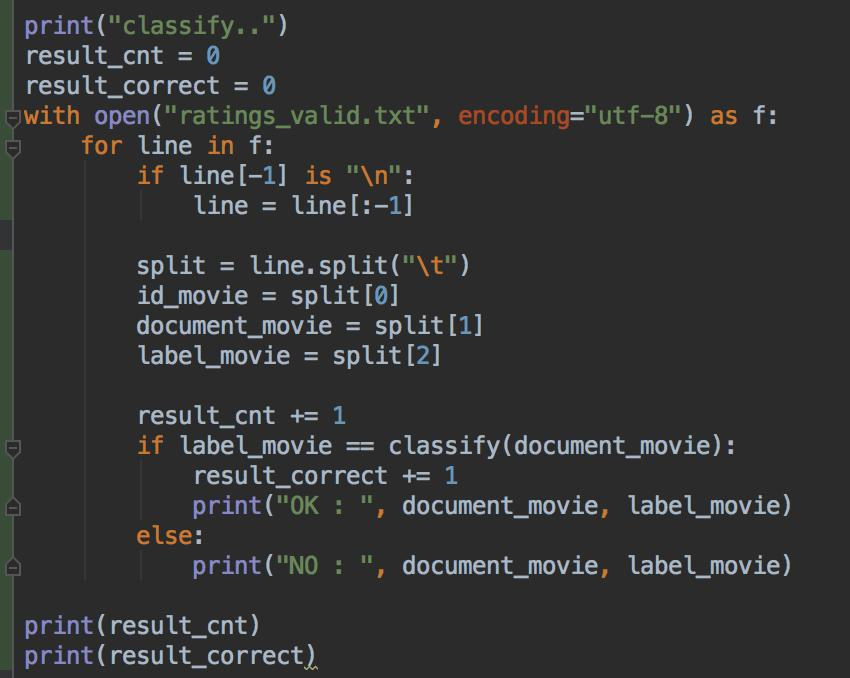 print("classify..")
result_cnt = 0
result_correct = 0
with open("ratings_valid.txt", encoding="utf-8") as f:
    for line in f:
        if line[-1] is "\n":
            line = line[:-1]

        split = line.split("\t")
        id_movie = split[0]
        document_movie = split[1]
        label_movie = split[2]

        result_cnt += 1
        if label_movie == classify(document_movie):
            result_correct += 1
            print("OK : ", document_movie, label_movie)
        else:
            print("NO : ", document_movie, label_movie)

print(result_cnt)
print(result_correct)